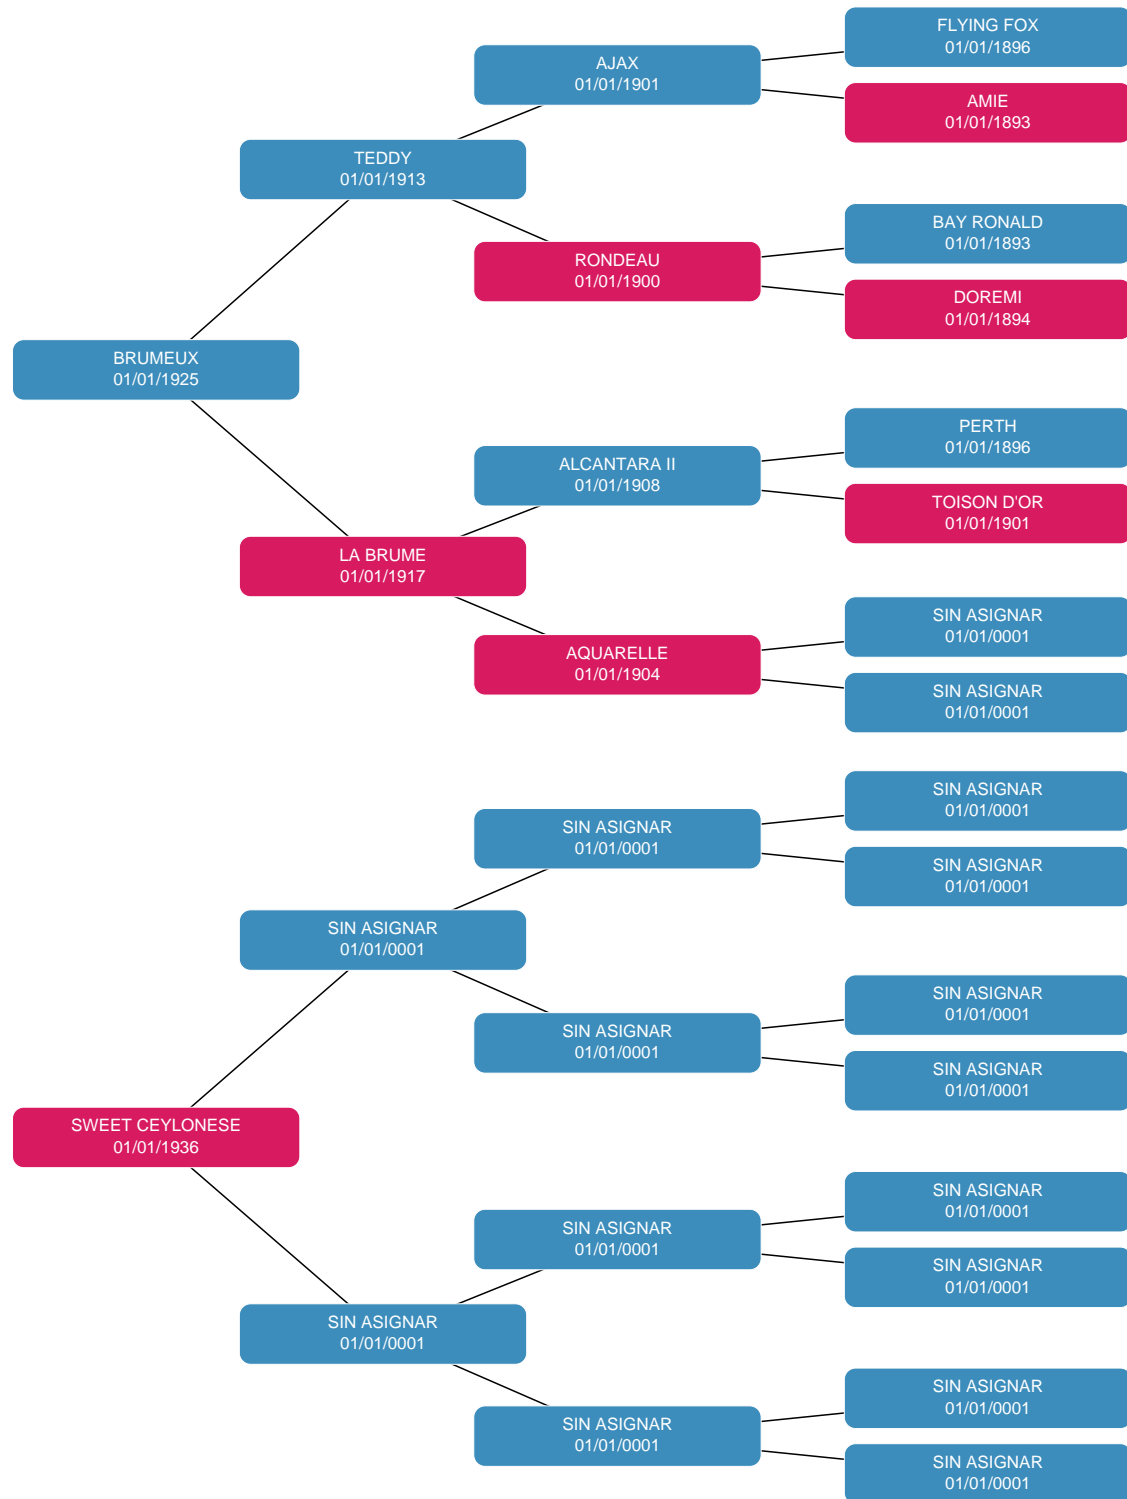 FLYING FOX
01/01/1896
AJAX
01/01/1901
AMIE
01/01/1893
TEDDY
01/01/1913
BAY RONALD
01/01/1893
RONDEAU
01/01/1900
DOREMI
01/01/1894
BRUMEUX
01/01/1925
PERTH
01/01/1896
ALCANTARA II
01/01/1908
TOISON D'OR
01/01/1901
LA BRUME
01/01/1917
SIN ASIGNAR
01/01/0001
AQUARELLE
01/01/1904
SIN ASIGNAR
01/01/0001
SIN ASIGNAR
01/01/0001
SIN ASIGNAR
01/01/0001
SIN ASIGNAR
01/01/0001
SIN ASIGNAR
01/01/0001
SIN ASIGNAR
01/01/0001
SIN ASIGNAR
01/01/0001
SIN ASIGNAR
01/01/0001
SWEET CEYLONESE
01/01/1936
SIN ASIGNAR
01/01/0001
SIN ASIGNAR
01/01/0001
SIN ASIGNAR
01/01/0001
SIN ASIGNAR
01/01/0001
SIN ASIGNAR
01/01/0001
SIN ASIGNAR
01/01/0001
SIN ASIGNAR
01/01/0001